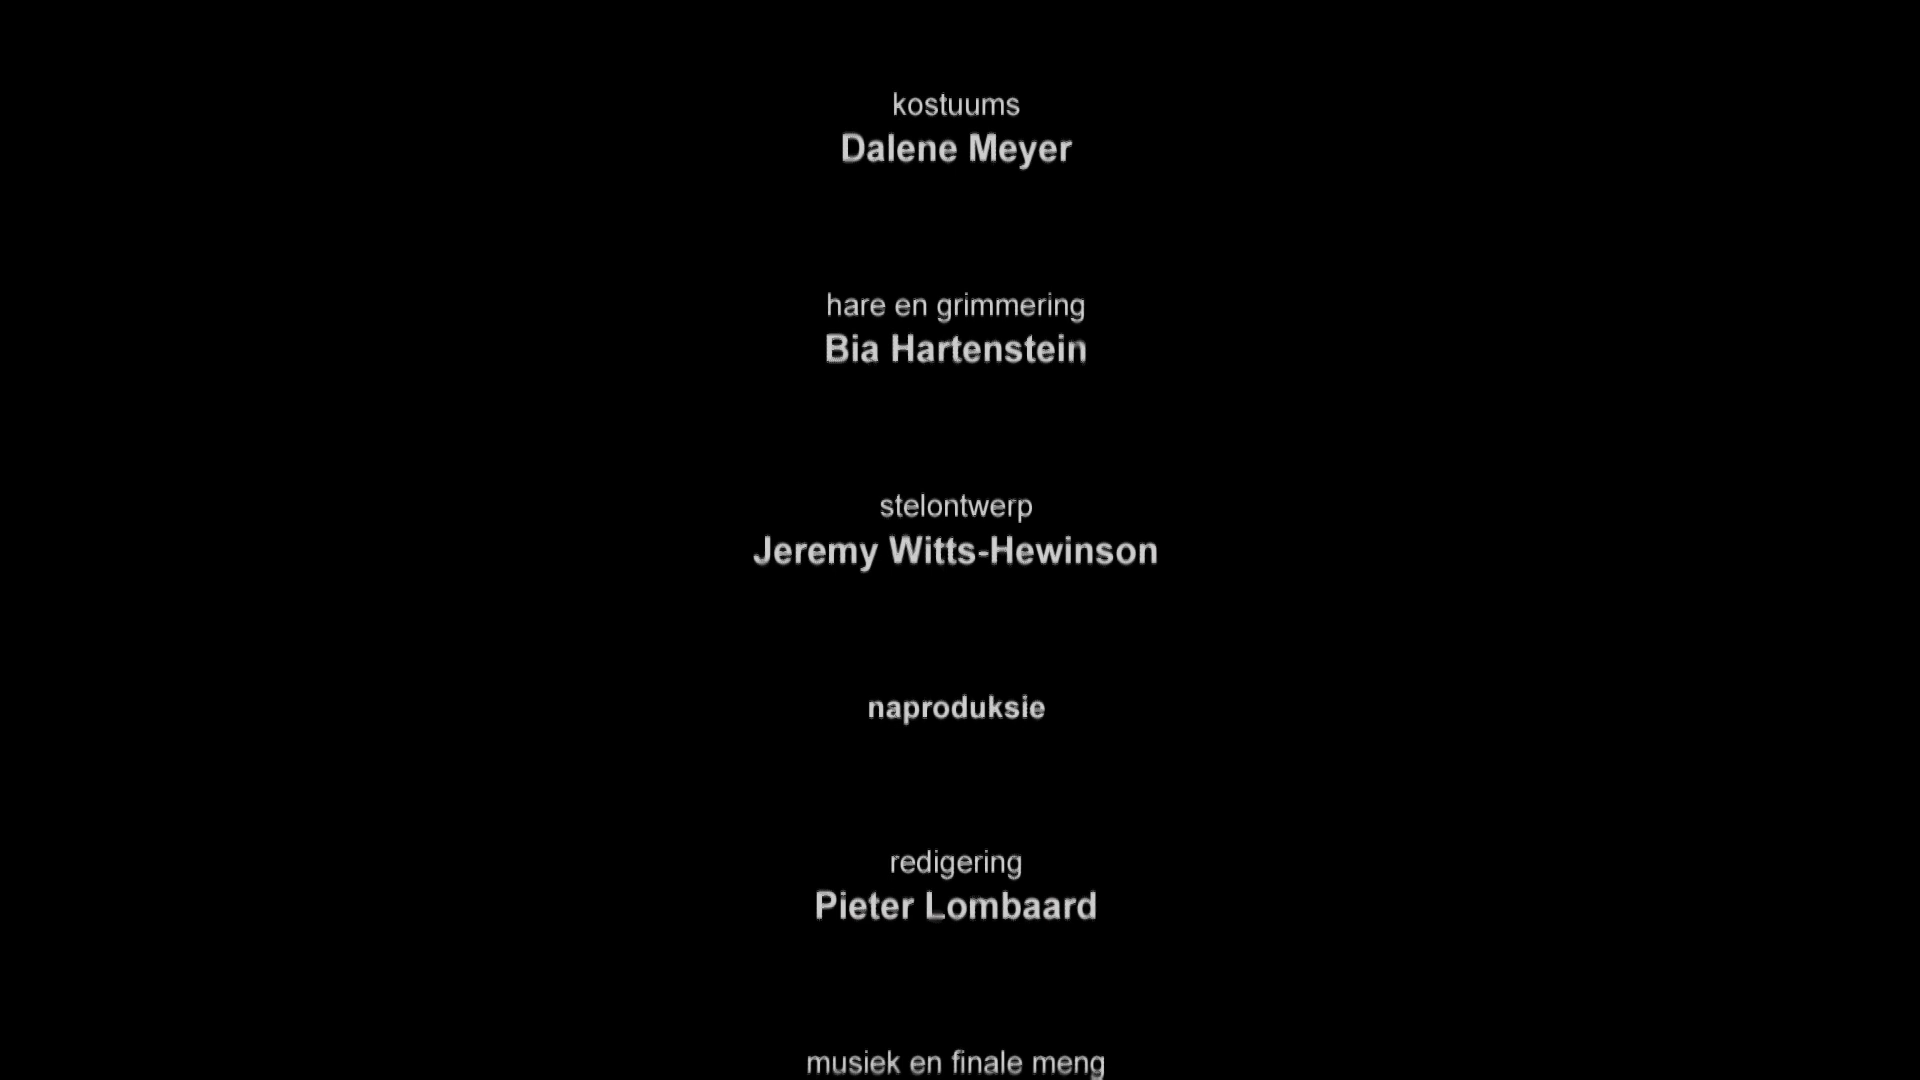 kostuums
Dalene Meyer
hare en grimmering
Bia Hartenstein
stelontwerp
Jeremy Witts-Hewinson
naproduksie
redigering
Pieter Lombaard
musiek en finale meng